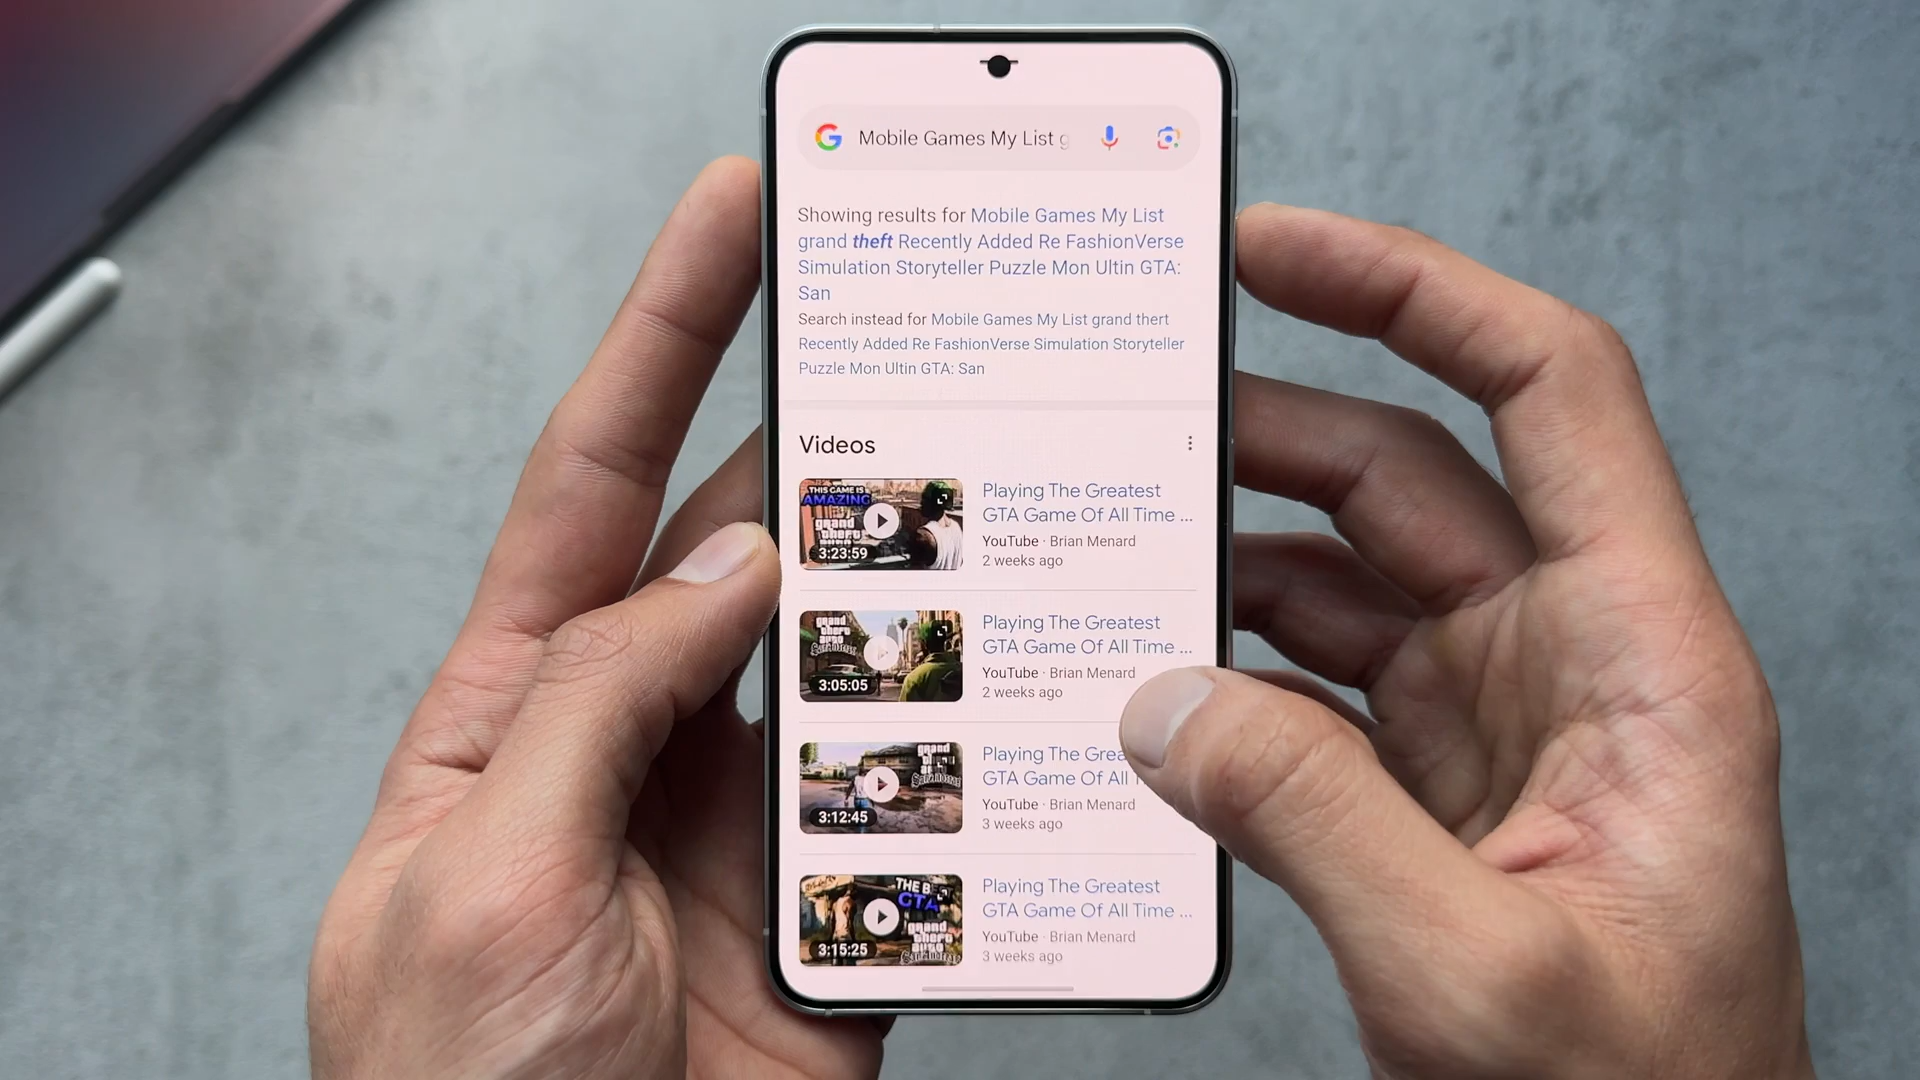 Mobile Games My List g
Showing results for Mobile Games My List
grand theft Recently Added Re FashionVerse
Simulation Storyteller Puzzle Mon Ultin GTA:
San
Search instead for Mobile Games My List grand thert
Recently Added Re FashionVerse Simulation Storyteller
Puzzle Mon Ultin GTA: San
Videos
THIS GAME IS
AMAZING
grand
theft
3:23:59
Playing The Greatest
GTA Game Of All Time ...
YouTube · Brian Menard
2 weeks ago
grand
theft
auto
San Andreas
3:05:05
Playing The Greatest
GTA Game Of All Time ...
YouTube · Brian Menard
2 weeks ago
grand
San Andreas
3:12:45
Playing The Grea
GTA Game Of All
YouTube · Brian Menard
3 weeks ago
THE B
GTA
grand
theft
auto
San Andreas
3:15:25
Playing The Greatest
GTA Game Of All Time ...
YouTube · Brian Menard
3 weeks ago